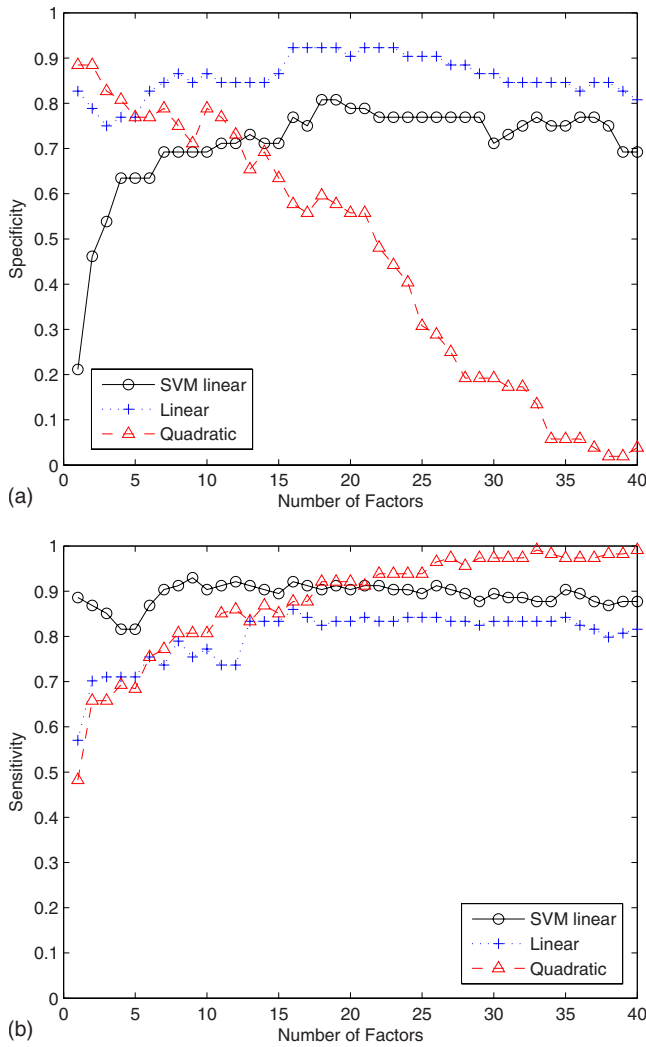 1
0.9
0.8
0.7
0.6
0.5
0.4
0.3
0.2
0.1
0
Specificity
SVM linear
Linear
Quadratic
0 5 10 15 20 25 30 35 40
Number of Factors
(a)
1
0.9
0.8
0.7
0.6
0.5
0.4
0.3
0.2
0.1
0
Sensitivity
SVM linear
Linear
Quadratic
0 5 10 15 20 25 30 35 40
Number of Factors
(b)